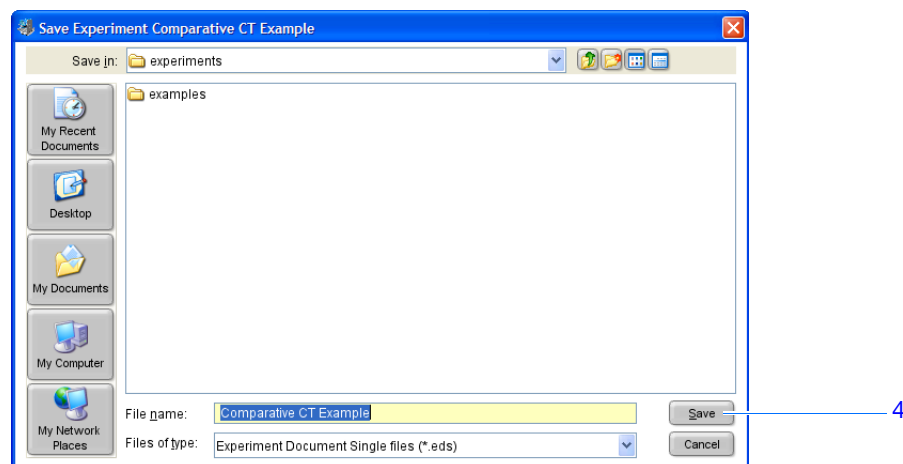 Save Experiment Comparative CT Example
Save in:
experiments
examples
My Recent
Documents
Desktop
My Documents
My Computer
My Network
Places
File name:
Comparative CT Example
Save
4
Files of type:
Experiment Document Single files (*.eds)
Cancel